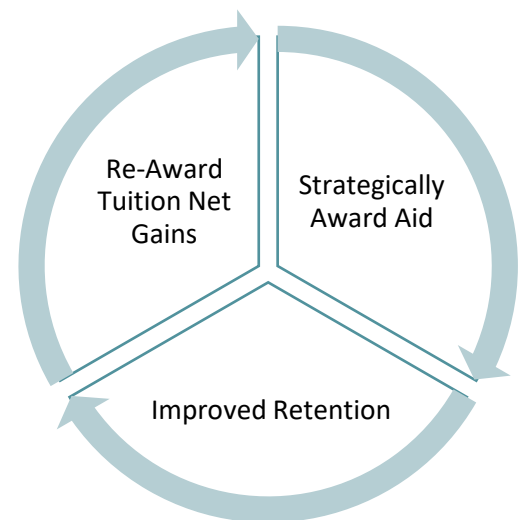 Re-Award
Tuition Net
Gains
Strategically
Award Aid
Improved Retention